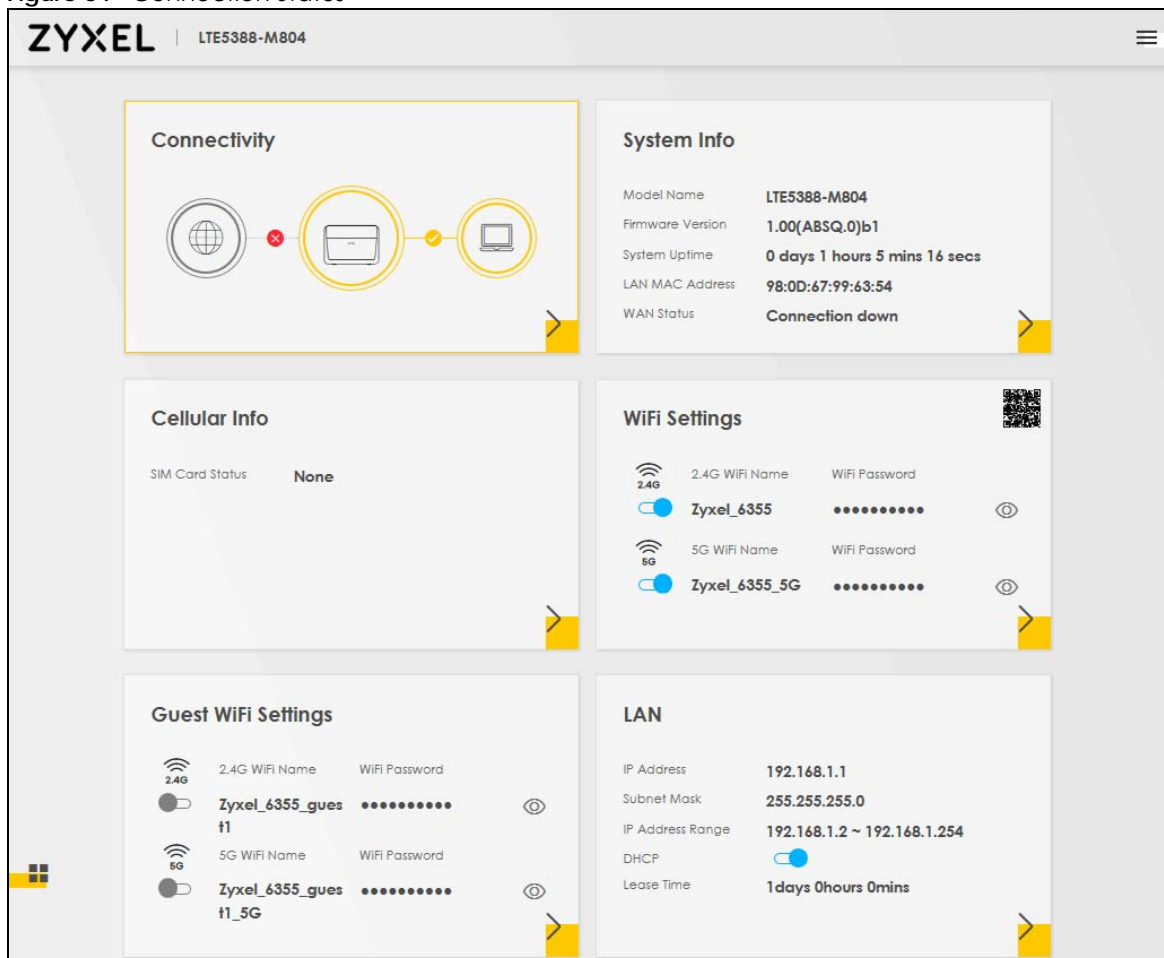 ZYXEL | LTE5388-M804
Connectivity
System Info
Model Name LTE5388-M804
Firmware Version 1.00(ABSQ.0)b1
System Uptime 0 days 1 hours 5 mins 16 secs
LAN MAC Address 98:0D:67:99:63:54
WAN Status Connection down
Cellular Info
SIM Card Status None
WiFi Settings
2.4G 2.4G WiFi Name WiFi Password
Zyxel_6355 ••••••••••
5G 5G WiFi Name WiFi Password
Zyxel_6355_5G ••••••••••
Guest WiFi Settings
2.4G 2.4G WiFi Name WiFi Password
Zyxel_6355_gues ••••••••••
t1
5G 5G WiFi Name WiFi Password
Zyxel_6355_gues ••••••••••
t1_5G
LAN
IP Address 192.168.1.1
Subnet Mask 255.255.255.0
IP Address Range 192.168.1.2 ~ 192.168.1.254
DHCP
Lease Time 1days 0hours 0mins